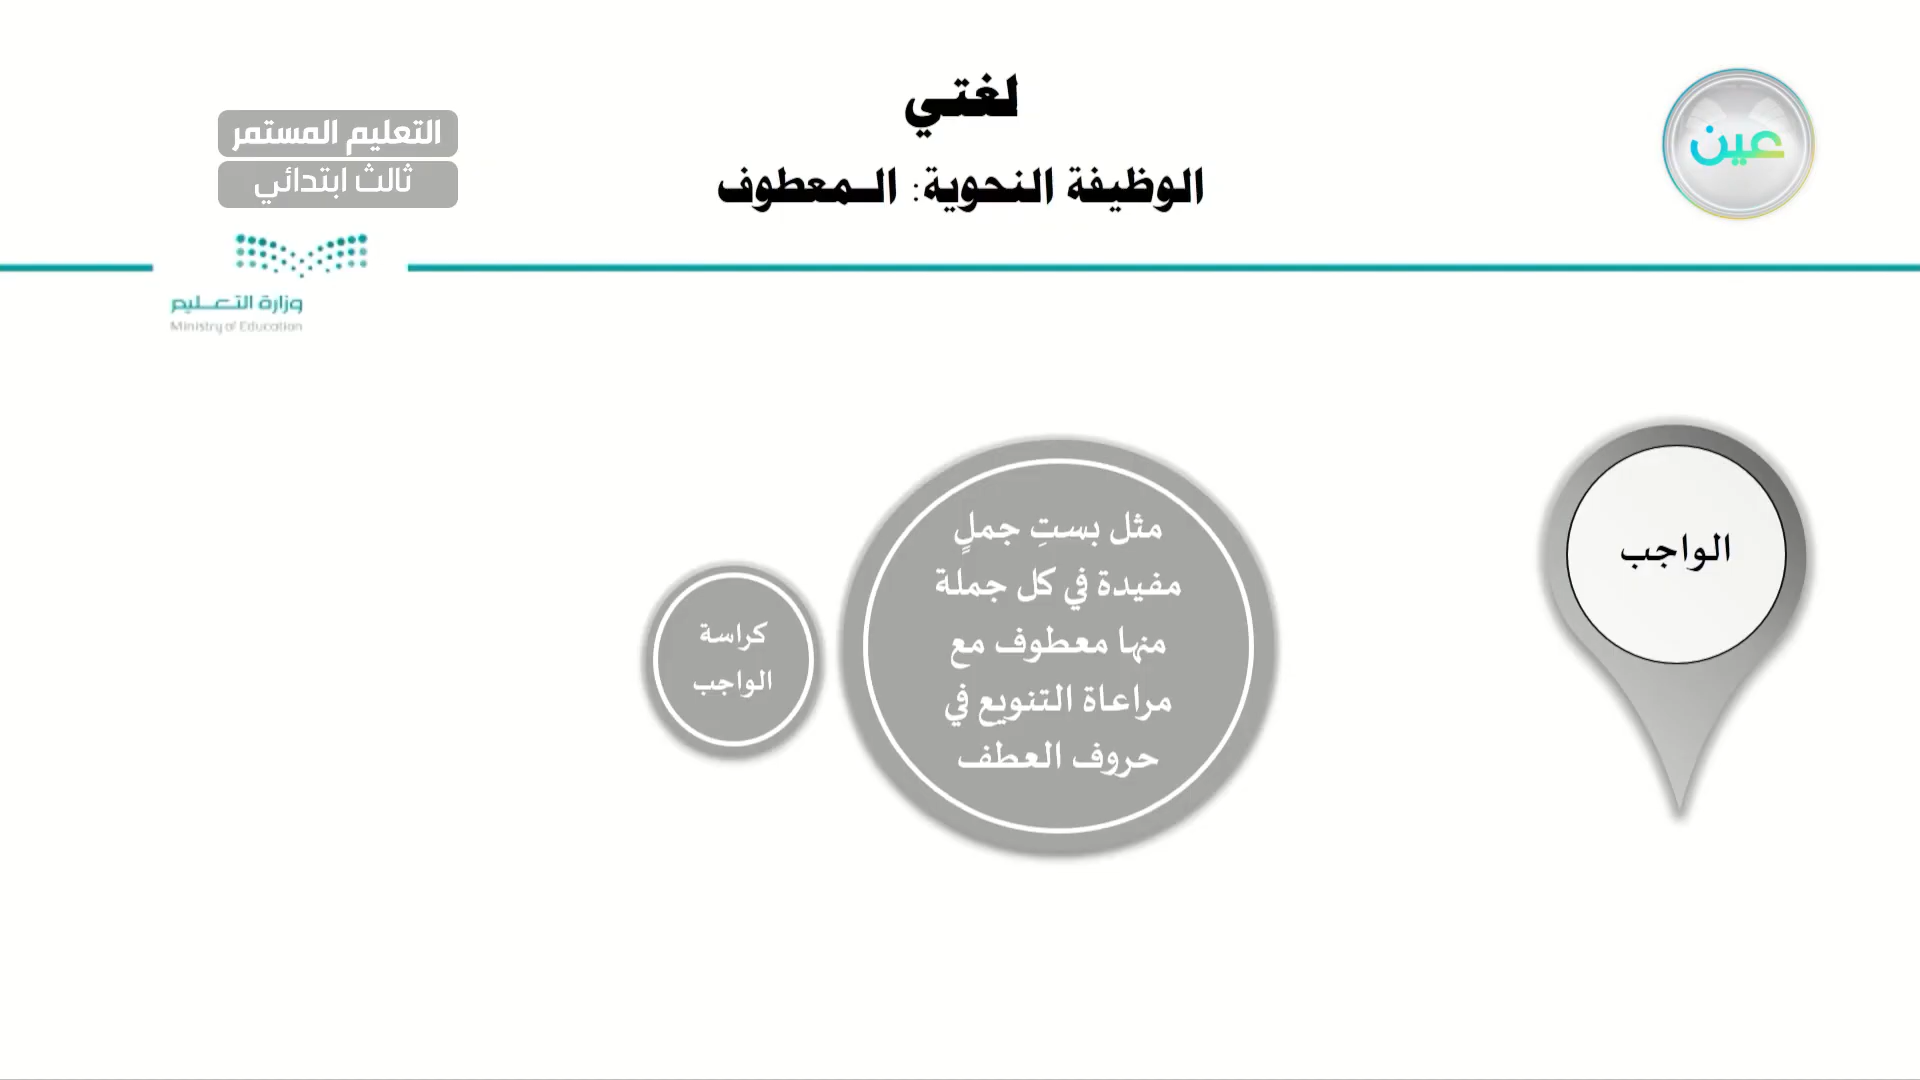 لغتي
عين
التعليم المستمر
ثالث ابتدائي
الوظيفة النحوية: الـمعطوف
وزارة التعـــليم
Ministry of Education
الواجب
مثل بستِ جملٍ
مفيدة في كل جملة
منها معطوف مع
مراعاة التنويع في
حروف العطف
كراسة
الواجب